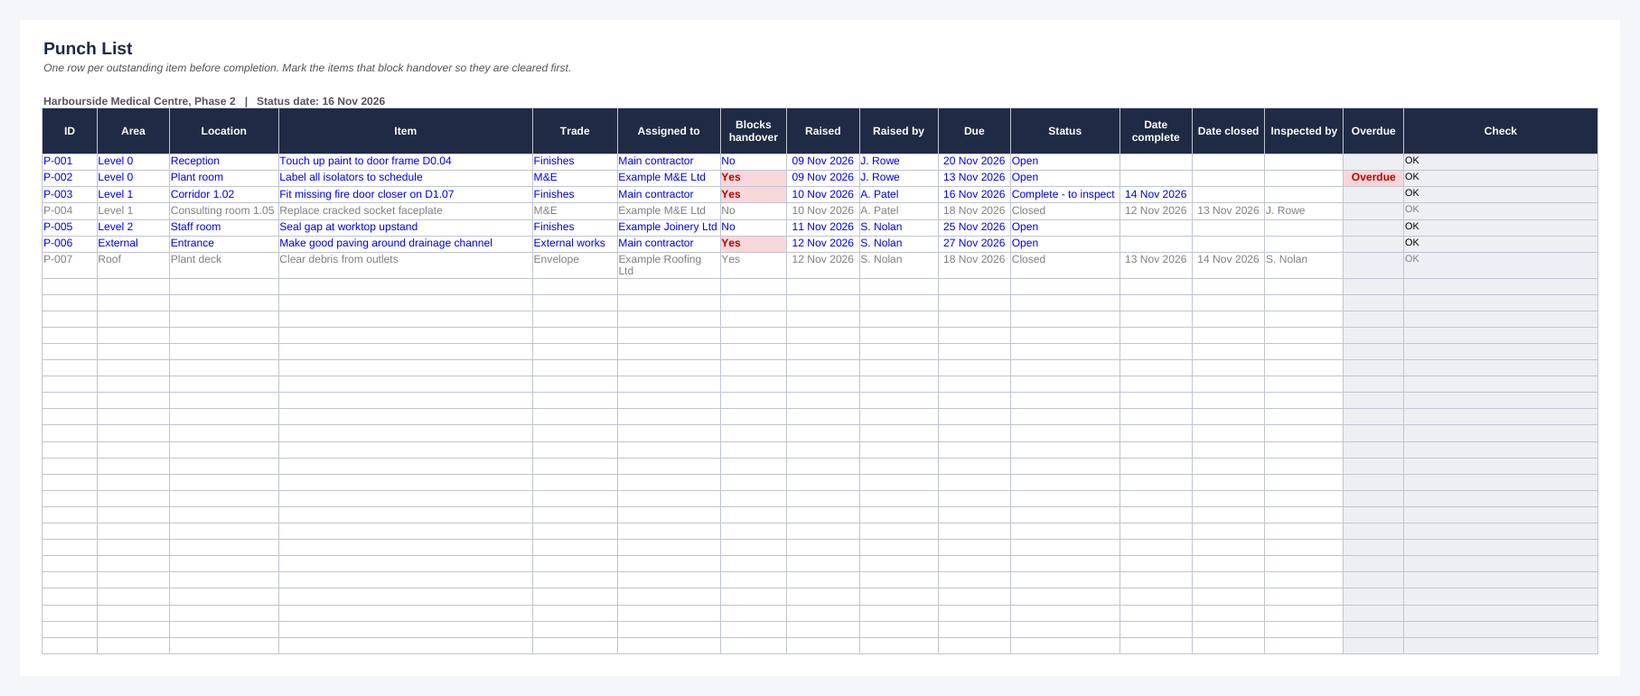 Punch List
One row per outstanding item before completion. Mark the items that block handover so they are cleared first.
Harbourside Medical Centre, Phase 2 | Status date: 16 Nov 2026
ID Area Location Item Trade Assigned to Blocks handover Raised Raised by Due Status Date complete Date closed Inspected by Overdue Check
P-001 Level 0 Reception Touch up paint to door frame D0.04 Finishes Main contractor No 09 Nov 2026 J. Rowe 20 Nov 2026 Open OK
P-002 Level 0 Plant room Label all isolators to schedule M&E Example M&E Ltd Yes 09 Nov 2026 J. Rowe 13 Nov 2026 Open Overdue OK
P-003 Level 1 Corridor 1.02 Fit missing fire door closer on D1.07 Finishes Main contractor Yes 10 Nov 2026 A. Patel 16 Nov 2026 Complete - to inspect 14 Nov 2026 OK
P-004 Level 1 Consulting room 1.05 Replace cracked socket faceplate M&E Example M&E Ltd No 10 Nov 2026 A. Patel 18 Nov 2026 Closed 12 Nov 2026 13 Nov 2026 J. Rowe OK
P-005 Level 2 Staff room Seal gap at worktop upstand Finishes Example Joinery Ltd No 11 Nov 2026 S. Nolan 25 Nov 2026 Open OK
P-006 External Entrance Make good paving around drainage channel External works Main contractor Yes 12 Nov 2026 S. Nolan 27 Nov 2026 Open OK
P-007 Roof Plant deck Clear debris from outlets Envelope Example Roofing Ltd Yes 12 Nov 2026 S. Nolan 18 Nov 2026 Closed 13 Nov 2026 14 Nov 2026 S. Nolan OK